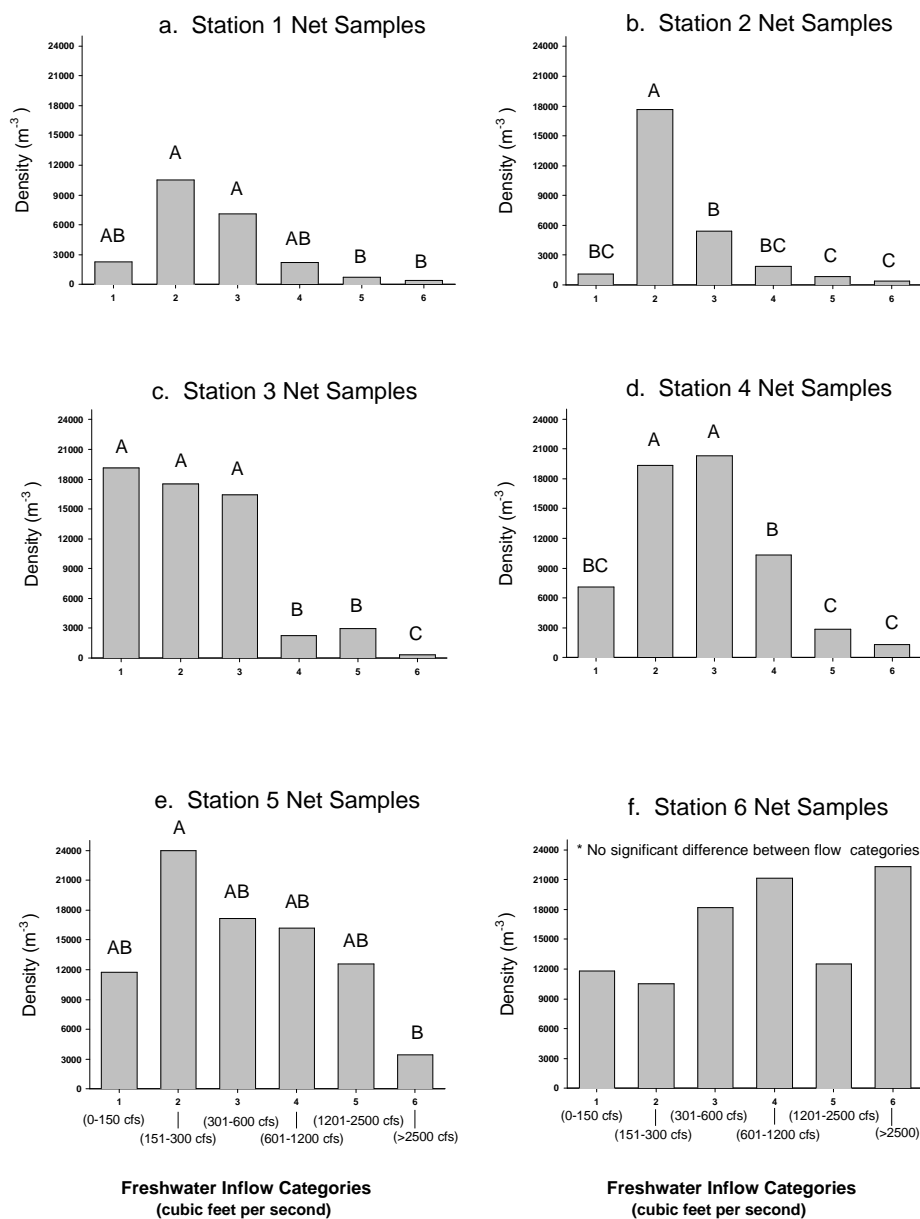 a. Station 1 Net Samples
24000
21000
18000
15000
12000
9000
6000
3000
0
Density (m-3)
AB
A
A
AB
B
B
1 2 3 4 5 6
b. Station 2 Net Samples
24000
21000
18000
15000
12000
9000
6000
3000
0
Density (m-3)
BC
A
B
BC
C
C
1 2 3 4 5 6
c. Station 3 Net Samples
24000
21000
18000
15000
12000
9000
6000
3000
0
Density (m-3)
A
A
A
B
B
C
1 2 3 4 5 6
d. Station 4 Net Samples
24000
21000
18000
15000
12000
9000
6000
3000
0
Density (m-3)
BC
A
A
B
C
C
1 2 3 4 5 6
e. Station 5 Net Samples
24000
21000
18000
15000
12000
9000
6000
3000
0
Density (m-3)
AB
A
AB
AB
AB
B
1 2 3 4 5 6
(0-150 cfs) (301-600 cfs) (1201-2500 cfs)
(151-300 cfs) (601-1200 cfs) (>2500 cfs)
Freshwater Inflow Categories
(cubic feet per second)
f. Station 6 Net Samples
* No significant difference between flow categories
24000
21000
18000
15000
12000
9000
6000
3000
0
Density (m-3)
1 2 3 4 5 6
(0-150 cfs) (301-600 cfs) (1201-2500 cfs)
(151-300 cfs) (601-1200 cfs) (>2500)
Freshwater Inflow Categories
(cubic feet per second)